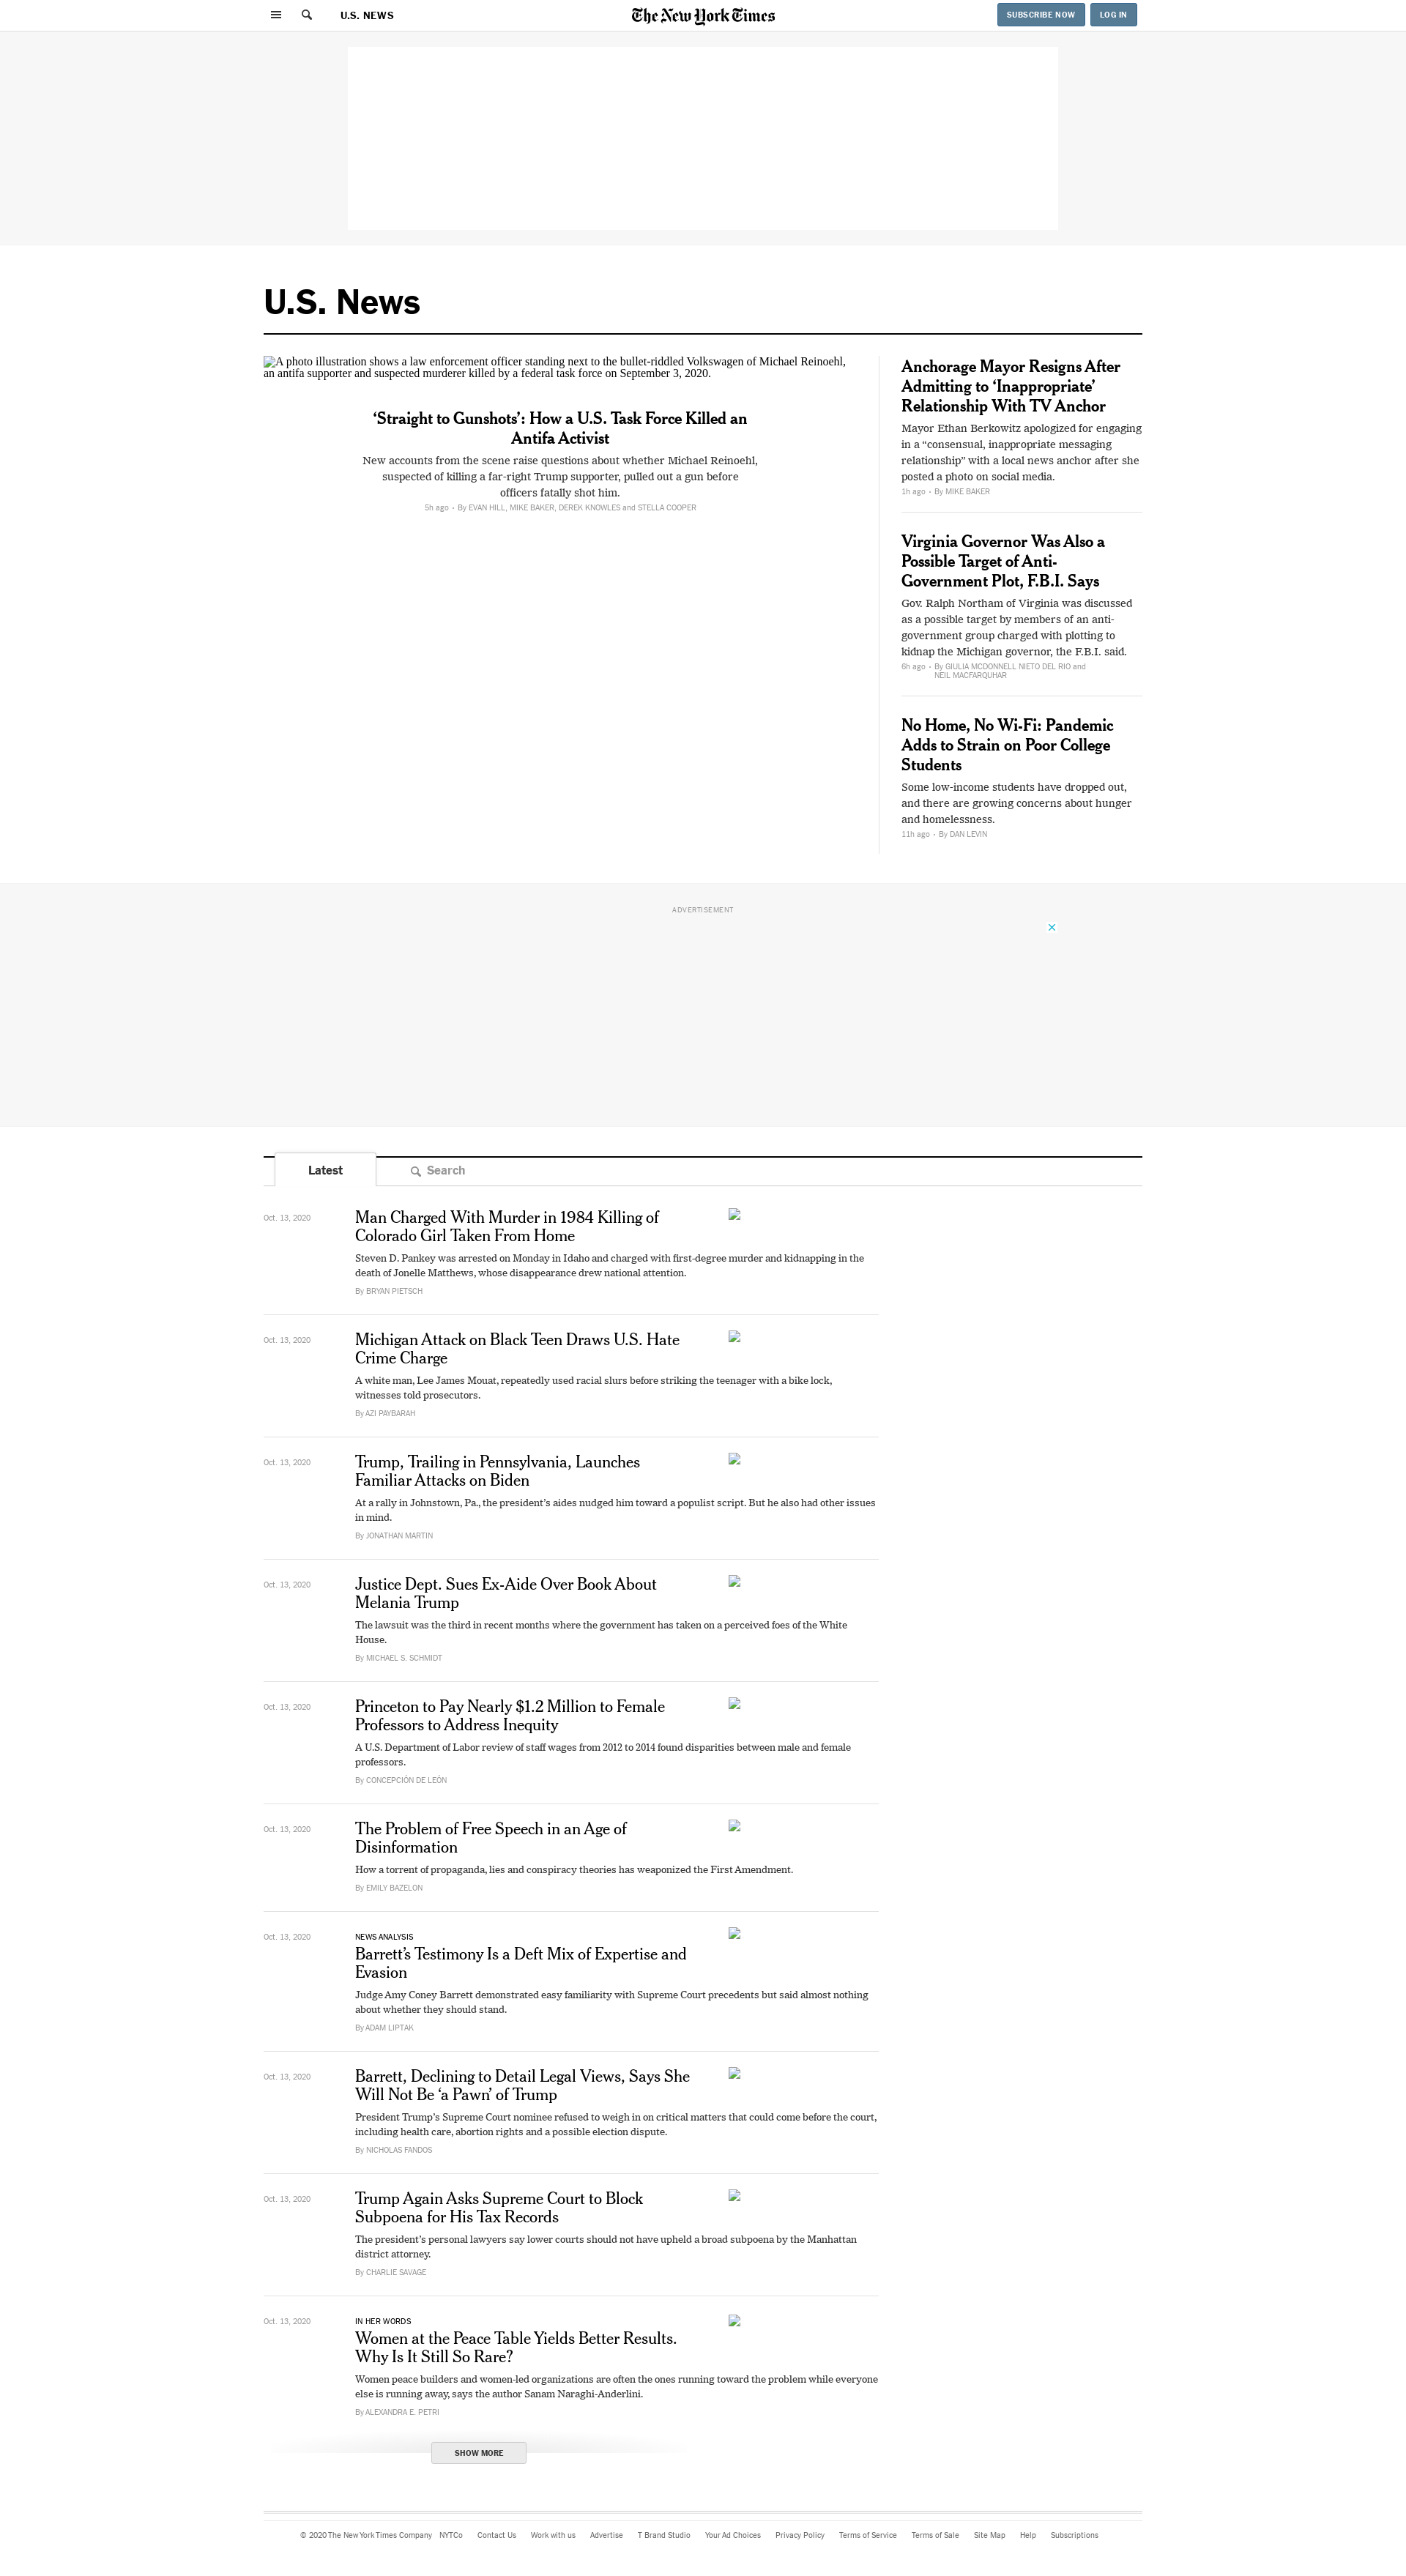 U.S. NEWS
The New York Times
SUBSCRIBE NOW
LOG IN
U.S. News
A photo illustration shows a law enforcement officer standing next to the bullet-riddled Volkswagen of Michael Reinoehl,
an antifa supporter and suspected murderer killed by a federal task force on September 3, 2020.
‘Straight to Gunshots’: How a U.S. Task Force Killed an
Antifa Activist
New accounts from the scene raise questions about whether Michael Reinoehl,
suspected of killing a far-right Trump supporter, pulled out a gun before
officers fatally shot him.
5h ago • By EVAN HILL, MIKE BAKER, DEREK KNOWLES and STELLA COOPER
Anchorage Mayor Resigns After
Admitting to ‘Inappropriate’
Relationship With TV Anchor
Mayor Ethan Berkowitz apologized for engaging
in a “consensual, inappropriate messaging
relationship” with a local news anchor after she
posted a photo on social media.
1h ago • By MIKE BAKER
Virginia Governor Was Also a
Possible Target of Anti-
Government Plot, F.B.I. Says
Gov. Ralph Northam of Virginia was discussed
as a possible target by members of an anti-
government group charged with plotting to
kidnap the Michigan governor, the F.B.I. said.
6h ago • By GIULIA MCDONNELL NIETO DEL RIO and
NEIL MACFARQUHAR
No Home, No Wi-Fi: Pandemic
Adds to Strain on Poor College
Students
Some low-income students have dropped out,
and there are growing concerns about hunger
and homelessness.
11h ago • By DAN LEVIN
ADVERTISEMENT
Latest
Search
Oct. 13, 2020
Man Charged With Murder in 1984 Killing of
Colorado Girl Taken From Home
Steven D. Pankey was arrested on Monday in Idaho and charged with first-degree murder and kidnapping in the
death of Jonelle Matthews, whose disappearance drew national attention.
By BRYAN PIETSCH
Oct. 13, 2020
Michigan Attack on Black Teen Draws U.S. Hate
Crime Charge
A white man, Lee James Mouat, repeatedly used racial slurs before striking the teenager with a bike lock,
witnesses told prosecutors.
By AZI PAYBARAH
Oct. 13, 2020
Trump, Trailing in Pennsylvania, Launches
Familiar Attacks on Biden
At a rally in Johnstown, Pa., the president’s aides nudged him toward a populist script. But he also had other issues
in mind.
By JONATHAN MARTIN
Oct. 13, 2020
Justice Dept. Sues Ex-Aide Over Book About
Melania Trump
The lawsuit was the third in recent months where the government has taken on a perceived foes of the White
House.
By MICHAEL S. SCHMIDT
Oct. 13, 2020
Princeton to Pay Nearly $1.2 Million to Female
Professors to Address Inequity
A U.S. Department of Labor review of staff wages from 2012 to 2014 found disparities between male and female
professors.
By CONCEPCIÓN DE LEÓN
Oct. 13, 2020
The Problem of Free Speech in an Age of
Disinformation
How a torrent of propaganda, lies and conspiracy theories has weaponized the First Amendment.
By EMILY BAZELON
Oct. 13, 2020
NEWS ANALYSIS
Barrett’s Testimony Is a Deft Mix of Expertise and
Evasion
Judge Amy Coney Barrett demonstrated easy familiarity with Supreme Court precedents but said almost nothing
about whether they should stand.
By ADAM LIPTAK
Oct. 13, 2020
Barrett, Declining to Detail Legal Views, Says She
Will Not Be ‘a Pawn’ of Trump
President Trump’s Supreme Court nominee refused to weigh in on critical matters that could come before the court,
including health care, abortion rights and a possible election dispute.
By NICHOLAS FANDOS
Oct. 13, 2020
Trump Again Asks Supreme Court to Block
Subpoena for His Tax Records
The president’s personal lawyers say lower courts should not have upheld a broad subpoena by the Manhattan
district attorney.
By CHARLIE SAVAGE
Oct. 13, 2020
IN HER WORDS
Women at the Peace Table Yields Better Results.
Why Is It Still So Rare?
Women peace builders and women-led organizations are often the ones running toward the problem while everyone
else is running away, says the author Sanam Naraghi-Anderlini.
By ALEXANDRA E. PETRI
SHOW MORE
© 2020 The New York Times Company NYTCo Contact Us Work with us Advertise T Brand Studio Your Ad Choices Privacy Policy Terms of Service Terms of Sale Site Map Help Subscriptions